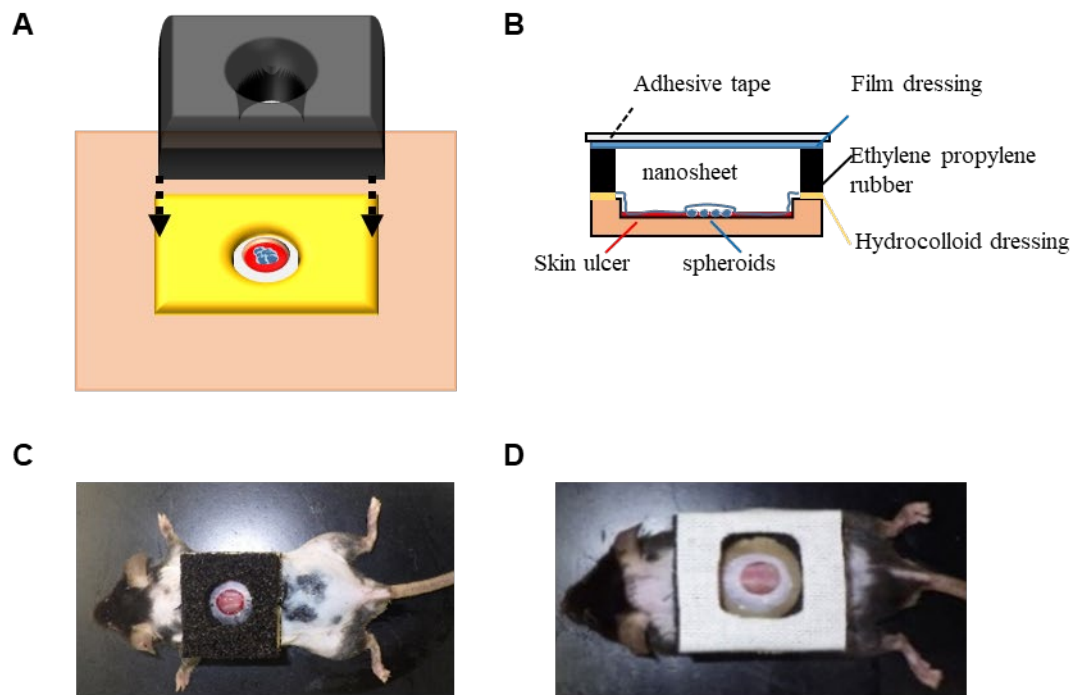 A
B
Adhesive tape
Film dressing
nanosheet
Ethylene propylene
rubber
Hydrocolloid dressing
Skin ulcer
spheroids
C
D